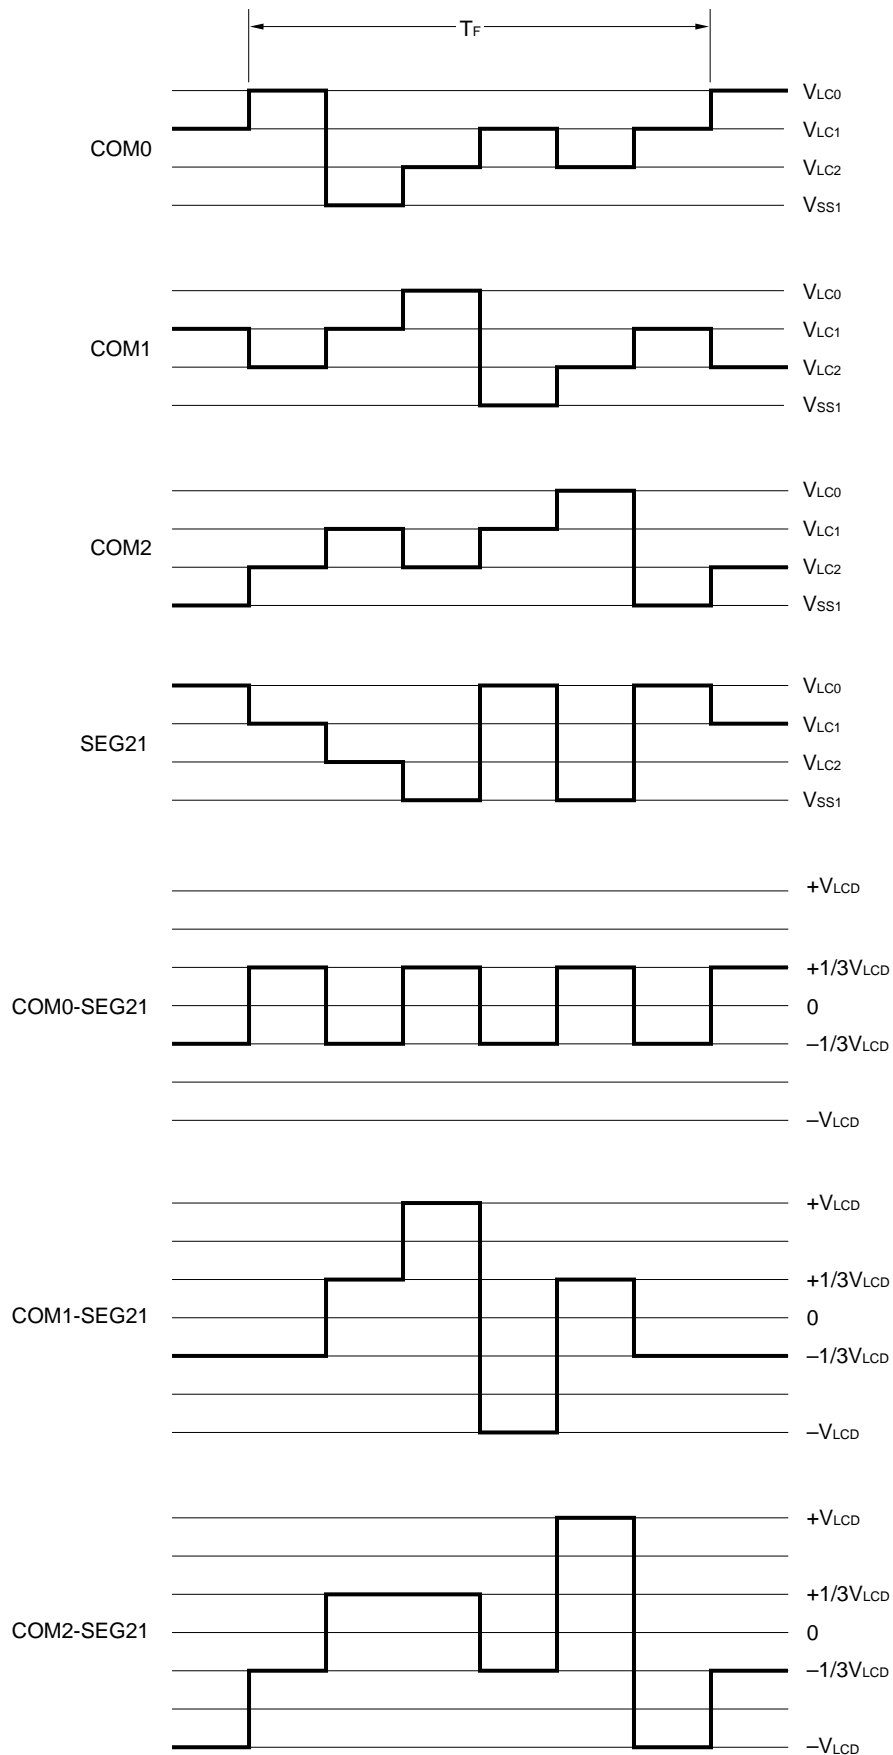 TF
VLC0
VLC1
COM0
VLC2
VSS1
VLC0
VLC1
COM1
VLC2
VSS1
VLC0
VLC1
COM2
VLC2
VSS1
VLC0
VLC1
SEG21
VLC2
VSS1
+VLCD
+1/3VLCD
COM0-SEG21
0
–1/3VLCD
–VLCD
+VLCD
+1/3VLCD
COM1-SEG21
0
–1/3VLCD
–VLCD
+VLCD
+1/3VLCD
COM2-SEG21
0
–1/3VLCD
–VLCD